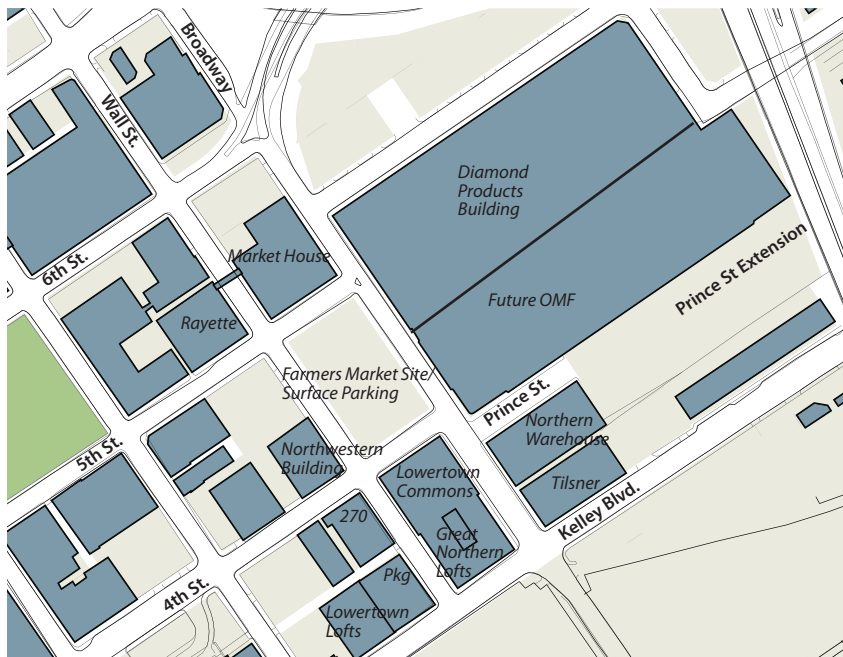 Broadway
Wall St.
Diamond
Products
Building
6th St.
Market House
Prince St Extension
Future OMF
Rayette
Farmers Market Site/
Surface Parking
Prince St.
Northern
Warehouse
5th St.
Northwestern
Building
Lowertown
Commons
Tilsner
Kelley Blvd.
270
Great
Northern
Lofts
4th St.
Pkg
Lowertown
Lofts